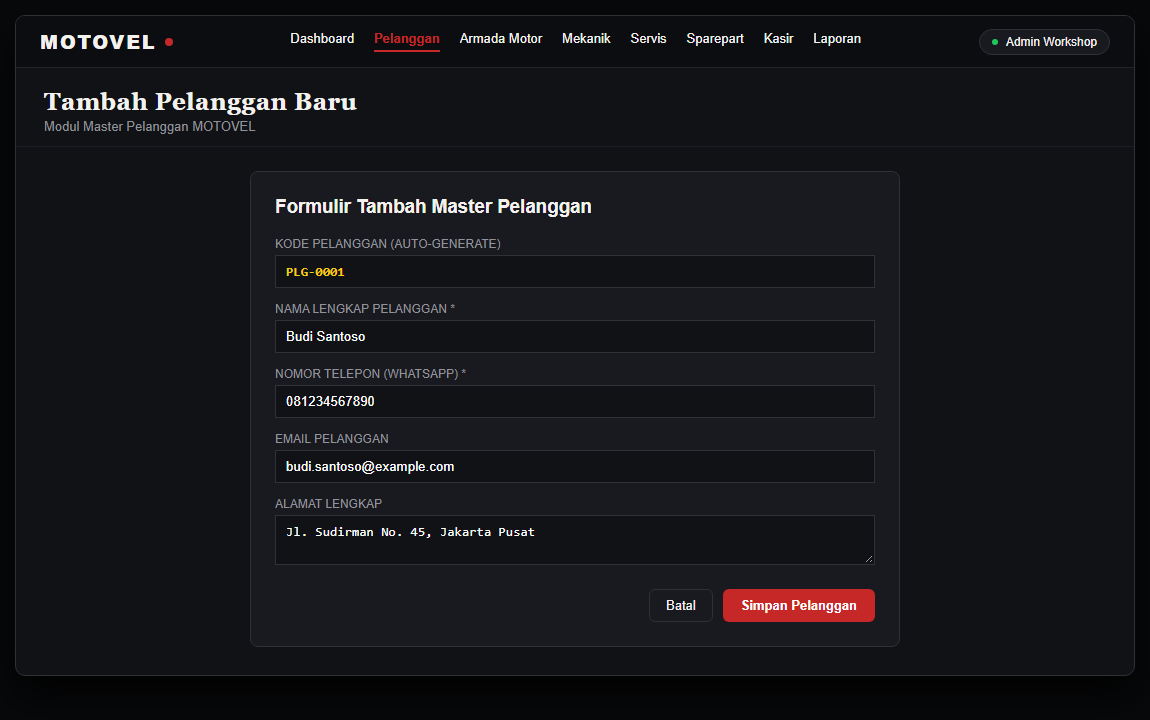 MOTOVEL
Dashboard Pelanggan Armada Motor Mekanik Servis Sparepart Kasir Laporan
Admin Workshop
Tambah Pelanggan Baru
Modul Master Pelanggan MOTOVEL
Formulir Tambah Master Pelanggan
KODE PELANGGAN (AUTO-GENERATE)
PLG-0001
NAMA LENGKAP PELANGGAN *
Budi Santoso
NOMOR TELEPON (WHATSAPP) *
081234567890
EMAIL PELANGGAN
budi.santoso@example.com
ALAMAT LENGKAP
Jl. Sudirman No. 45, Jakarta Pusat
Batal
Simpan Pelanggan